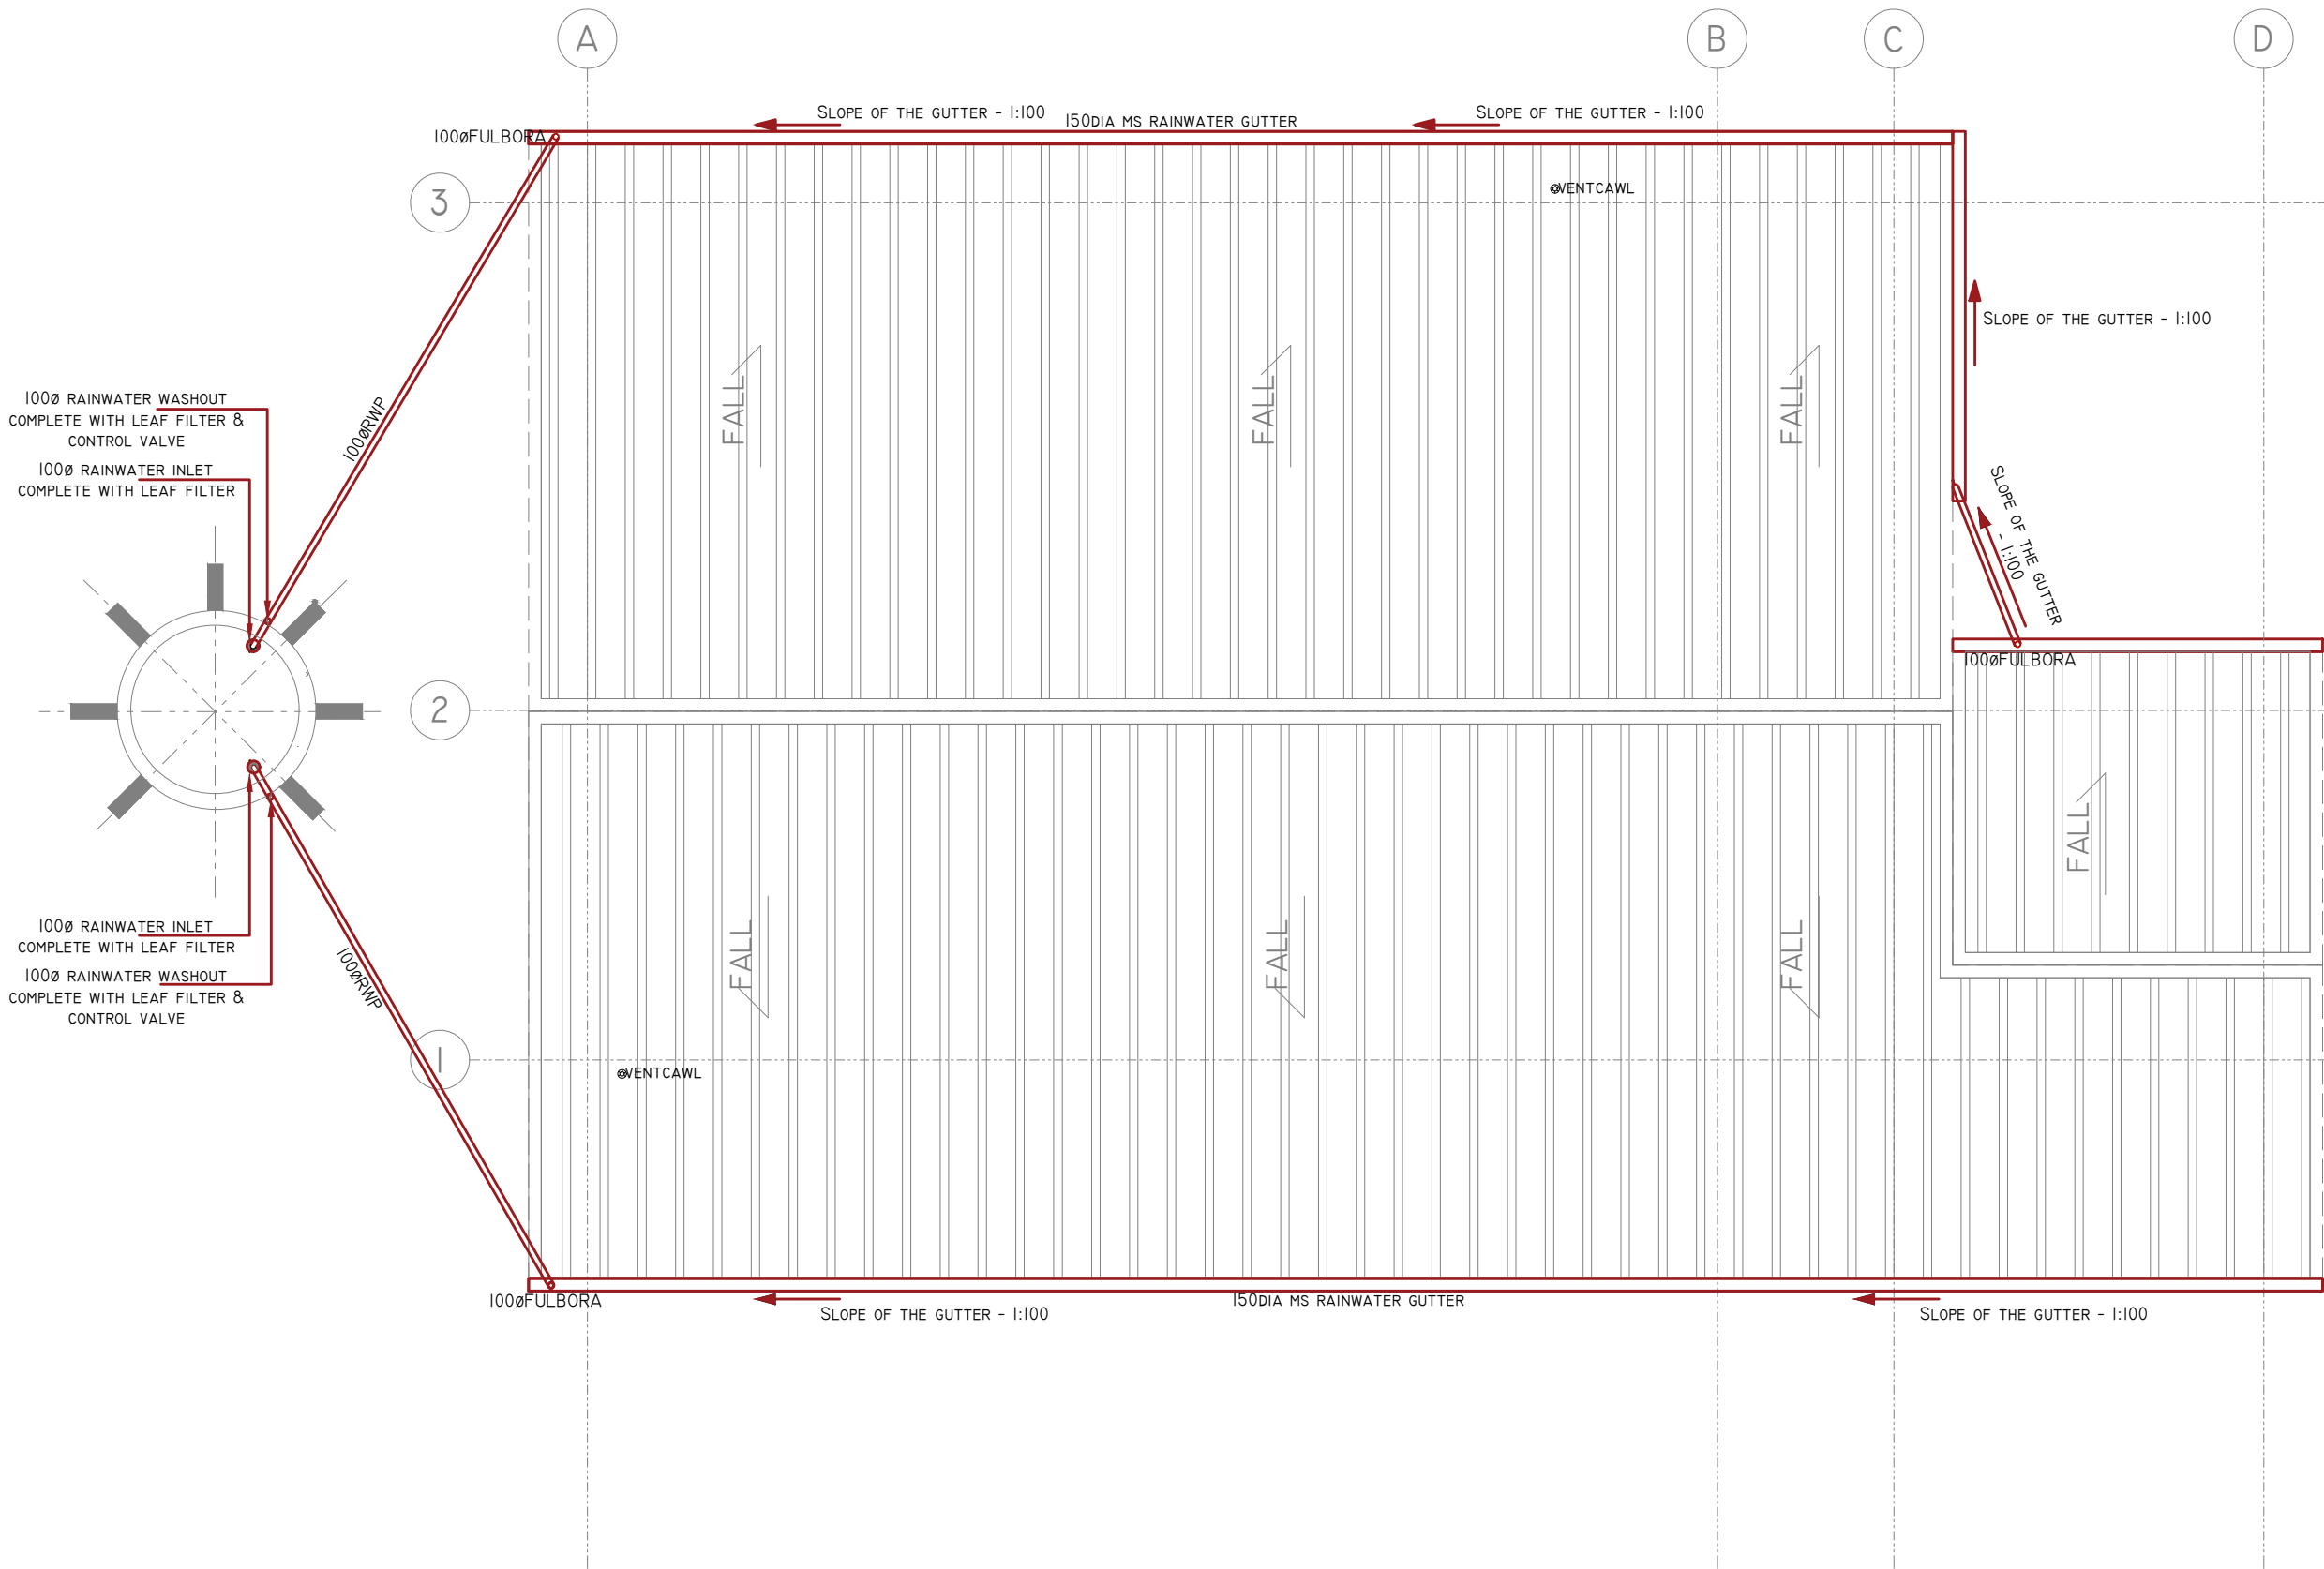 A
B
C
D
SLOPE OF THE GUTTER - 1:100
150DIA MS RAINWATER GUTTER
SLOPE OF THE GUTTER - 1:100
100øFULBORA
VENTCAWL
3
SLOPE OF THE GUTTER - 1:100
FALL
FALL
FALL
100øRWP
100ø RAINWATER WASHOUT
COMPLETE WITH LEAF FILTER &
CONTROL VALVE
100ø RAINWATER INLET
COMPLETE WITH LEAF FILTER
SLOPE OF THE GUTTER
- 1:100
100øFULBORA
2
FALL
100ø RAINWATER INLET
COMPLETE WITH LEAF FILTER
100ø RAINWATER WASHOUT
COMPLETE WITH LEAF FILTER &
CONTROL VALVE
100øRWP
FALL
FALL
FALL
1
VENTCAWL
100øFULBORA
150DIA MS RAINWATER GUTTER
SLOPE OF THE GUTTER - 1:100
SLOPE OF THE GUTTER - 1:100